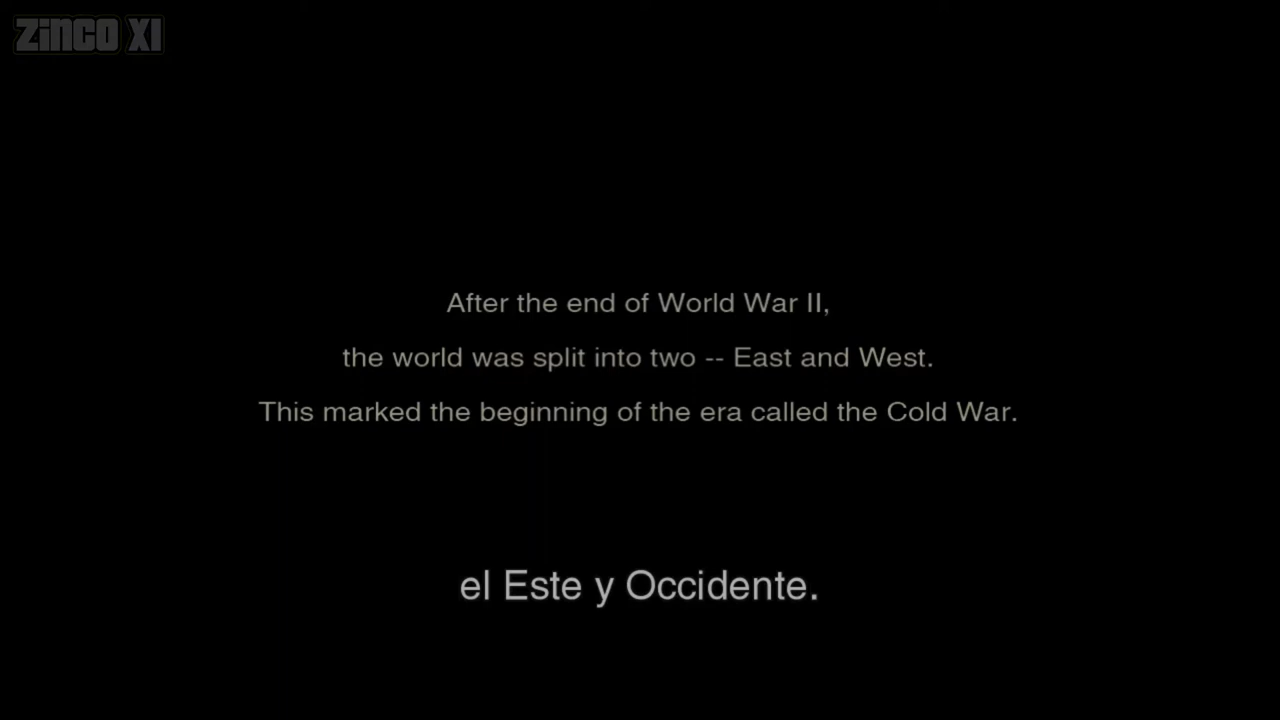 ZINCO XI
After the end of World War II,
the world was split into two -- East and West.
This marked the beginning of the era called the Cold War.
el Este y Occidente.